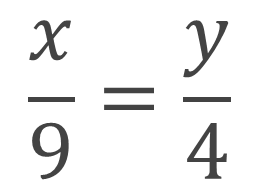 x/9 = y/4